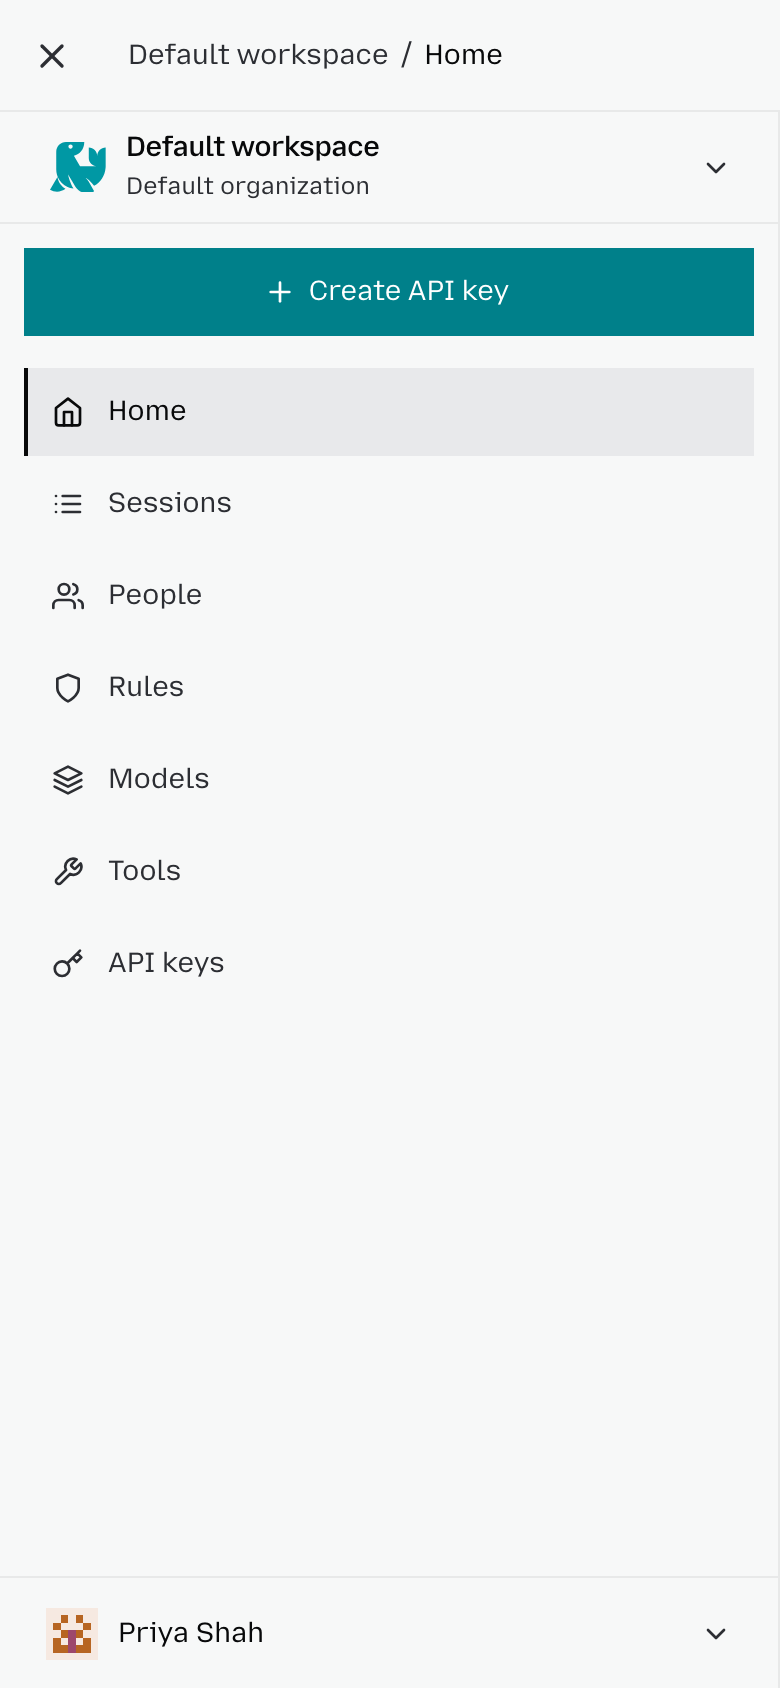 Default workspace / Home
Default workspace
Default organization
Create API key
Home
Sessions
People
Rules
Models
Tools
API keys
Priya Shah